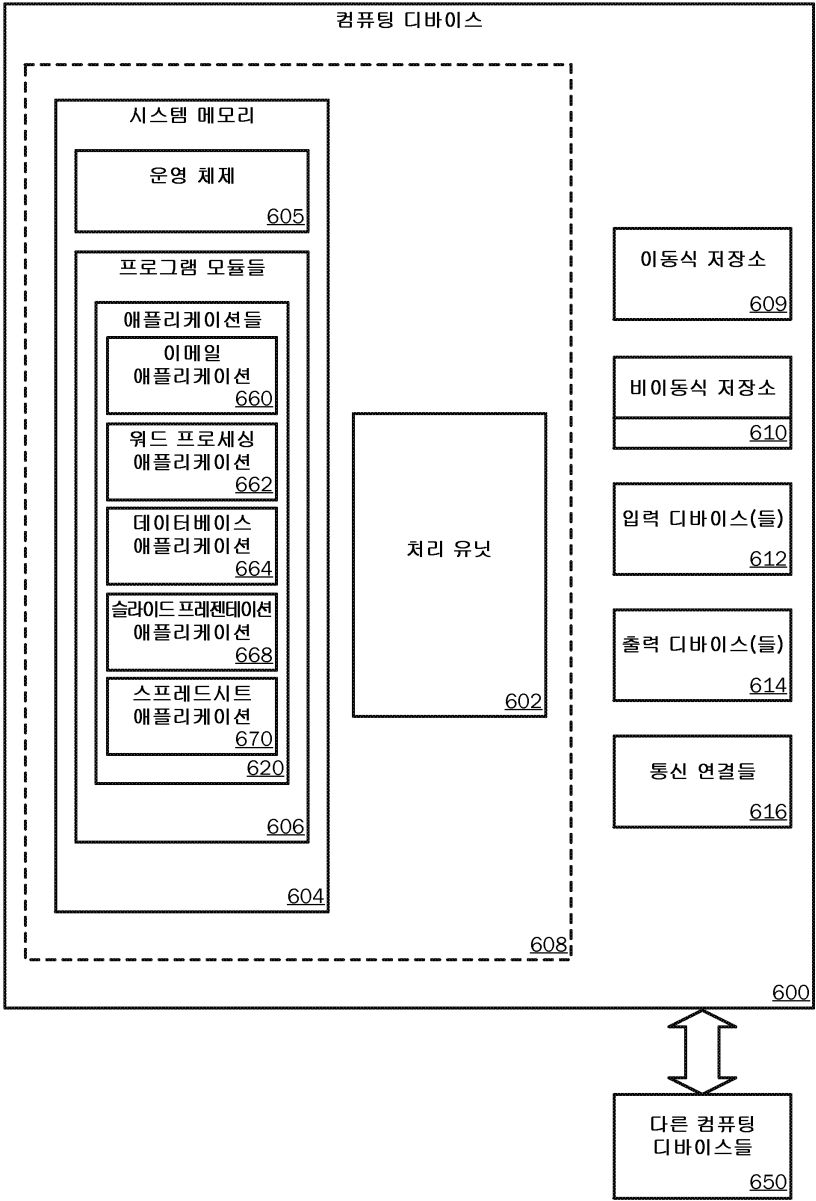 컴퓨팅 디바이스
시스템 메모리
운영 체제
605
프로그램 모듈들
애플리케이션들
이메일
애플리케이션
660
워드 프로세싱
애플리케이션
662
데이터베이스
애플리케이션
664
슬라이드 프레젠테이션
애플리케이션
668
스프레드시트
애플리케이션
670
620
606
604
처리 유닛
602
608
이동식 저장소
609
비이동식 저장소
610
입력 디바이스(들)
612
출력 디바이스(들)
614
통신 연결들
616
600
다른 컴퓨팅
디바이스들
650